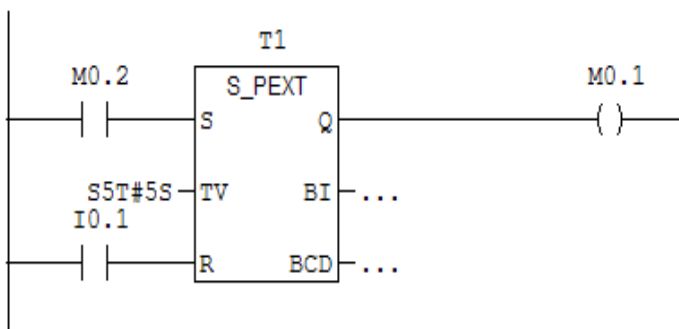 T1
M0.2 S_PEXT M0.1
S Q
S5T#5S TV BI ...
I0.1
R BCD ...